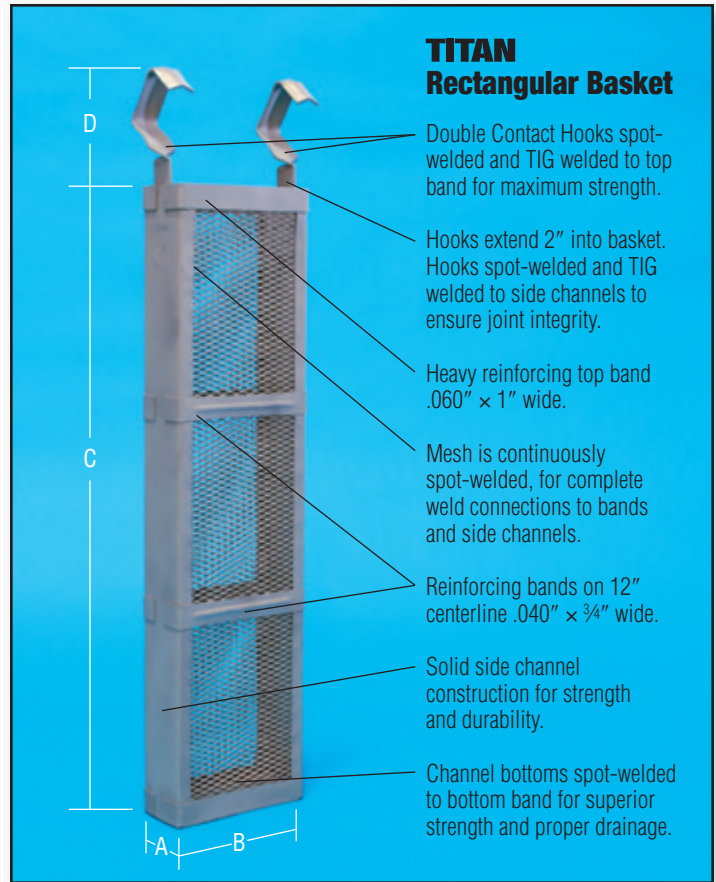 TITAN
Rectangular Basket
Double Contact Hooks spot-
welded and TIG welded to top
band for maximum strength.
Hooks extend 2″ into basket.
Hooks spot-welded and TIG
welded to side channels to
ensure joint integrity.
Heavy reinforcing top band
.060″ × 1″ wide.
Mesh is continuously
spot-welded, for complete
weld connections to bands
and side channels.
Reinforcing bands on 12″
centerline .040″ × ¾″ wide.
Solid side channel
construction for strength
and durability.
Channel bottoms spot-welded
to bottom band for superior
strength and proper drainage.
D
C
A
B